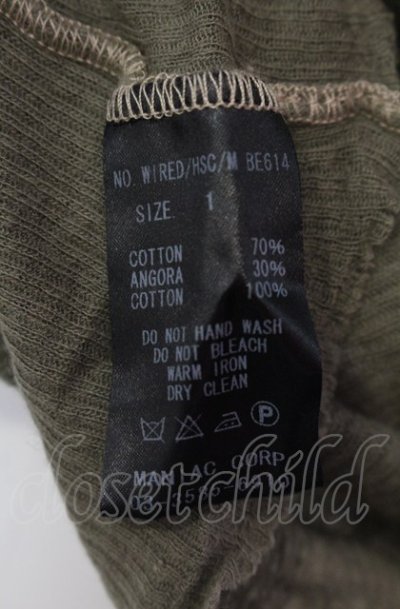 NO. WIRED/HSC/M BE614
SIZE 1
COTTON 70%
ANGORA 30%
COTTON 100%
DO NOT HAND WASH
DO NOT BLEACH
WARM IRON
DRY CLEAN
P
CORP.
closetchild